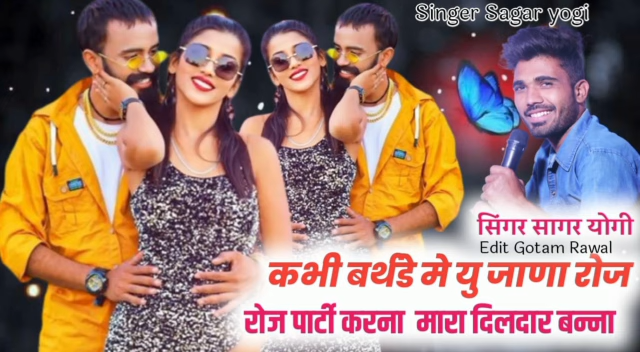 Singer Sagar yogi
सिंगर सागर योगी
Edit Gotam Rawal
कभी बर्थडे मे यु जाणा रोज
रोज पार्टी करना मारा दिलदार बन्ना